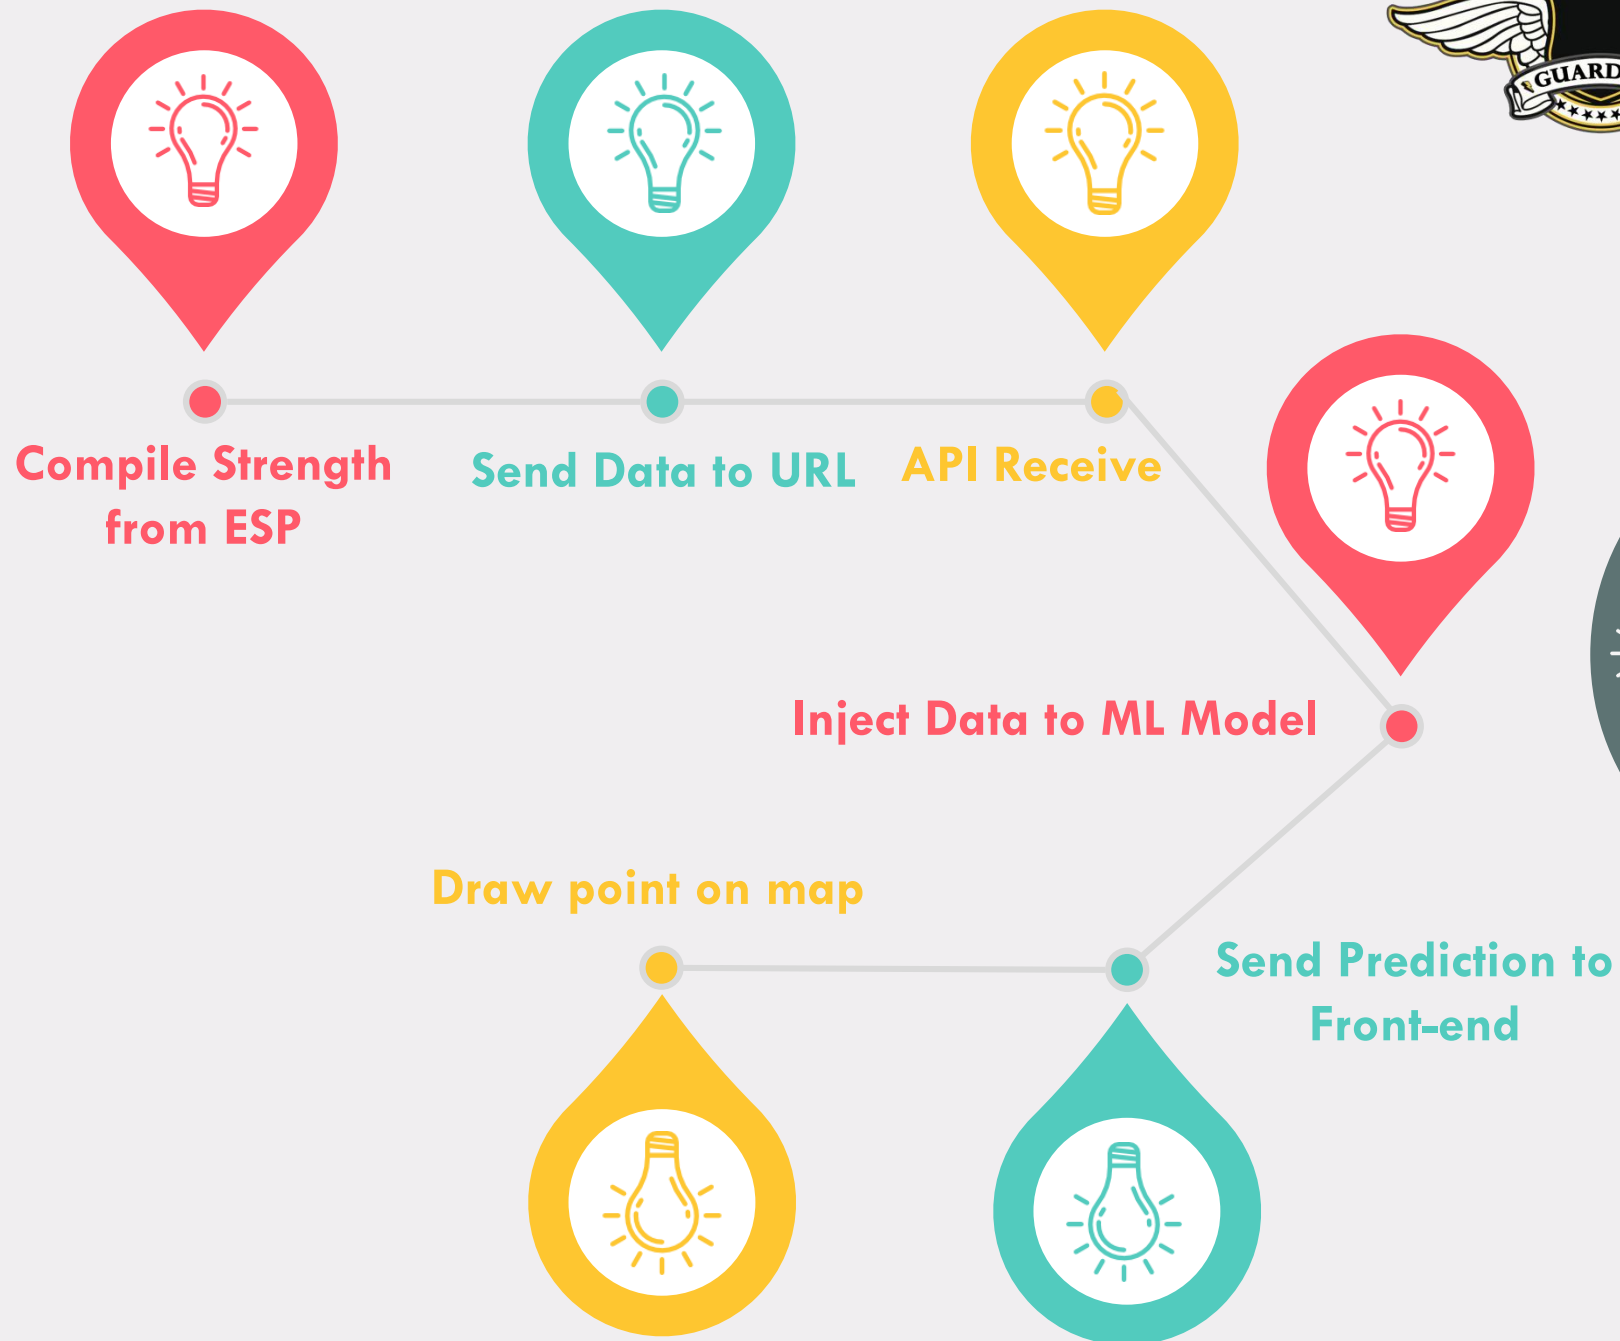 GUARD
Compile Strength
from ESP
Send Data to URL
API Receive
Inject Data to ML Model
Draw point on map
Send Prediction to
Front-end